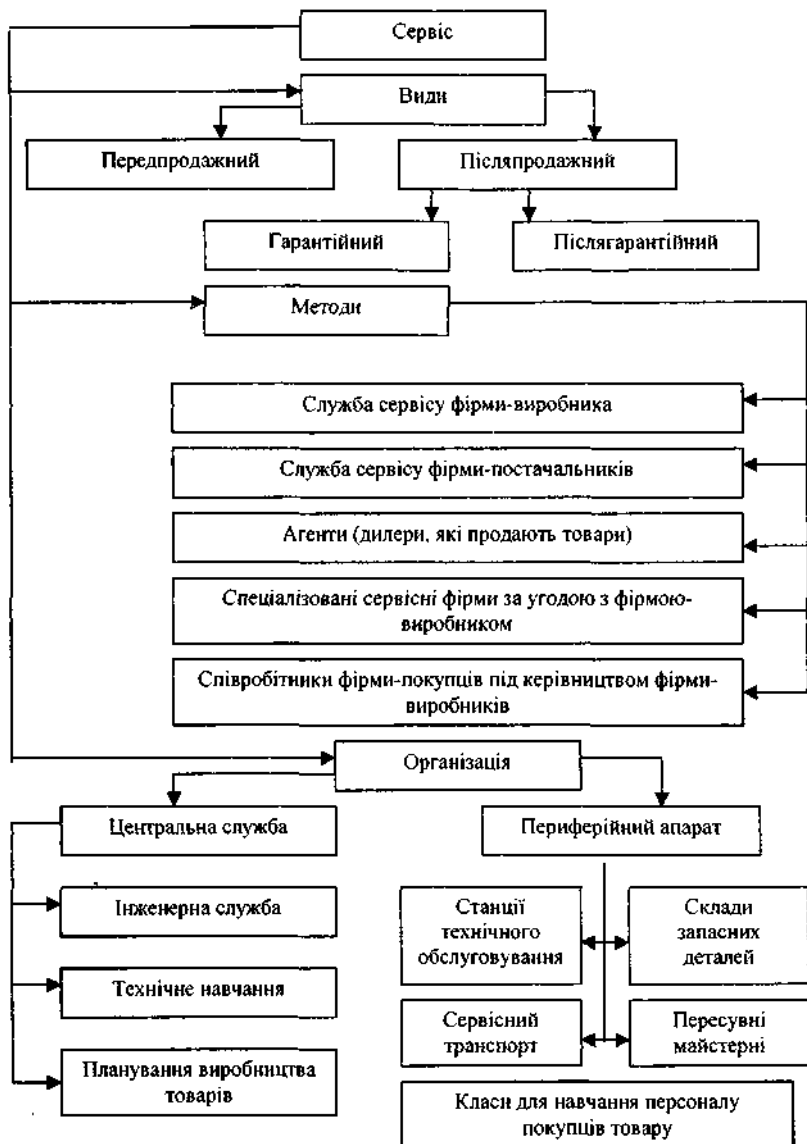 Сервіс
Види
Передпродажний
Післяпродажний
Гарантійний
Післягарантійний
Методи
Служба сервісу фірми-виробника
Служба сервісу фірми-постачальників
Агенти (дилери, які продають товари)
Спеціалізовані сервісні фірми за угодою з фірмою-
виробником
Співробітники фірми-покупців під керівництвом фірми-
виробників
Організація
Центральна служба
Периферійний апарат
Інженерна служба
Технічне навчання
Планування виробництва
товарів
Станції
технічного
обслуговування
Склади
запасних
деталей
Сервісний
транспорт
Пересувні
майстерні
Класи для навчання персоналу
покупців товару